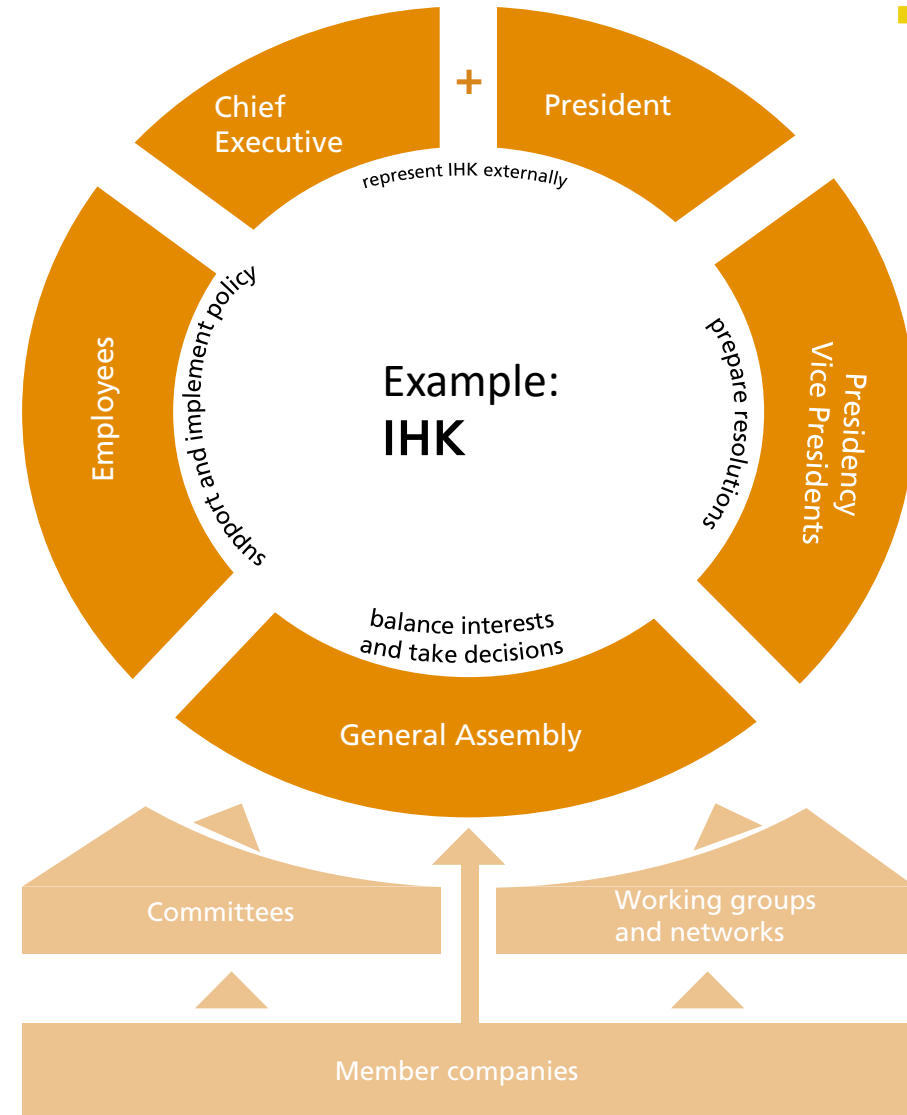 Chief
Executive
+
President
represent IHK externally
Employees
support and implement policy
Example:
IHK
prepare resolutions
Presidency
Vice Presidents
balance interests
and take decisions
General Assembly
Committees
Working groups
and networks
Member companies